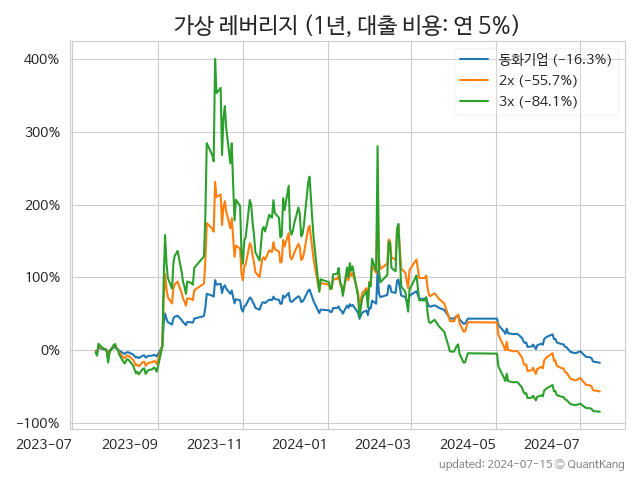 가상 레버리지 (1년, 대출 비용: 연 5%)
동화기업 (-16.3%)
2x (-55.7%)
3x (-84.1%)
400%
300%
200%
100%
0%
-100%
2023-07 2023-09 2023-11 2024-01 2024-03 2024-05 2024-07
updated: 2024-07-15 © QuantKang